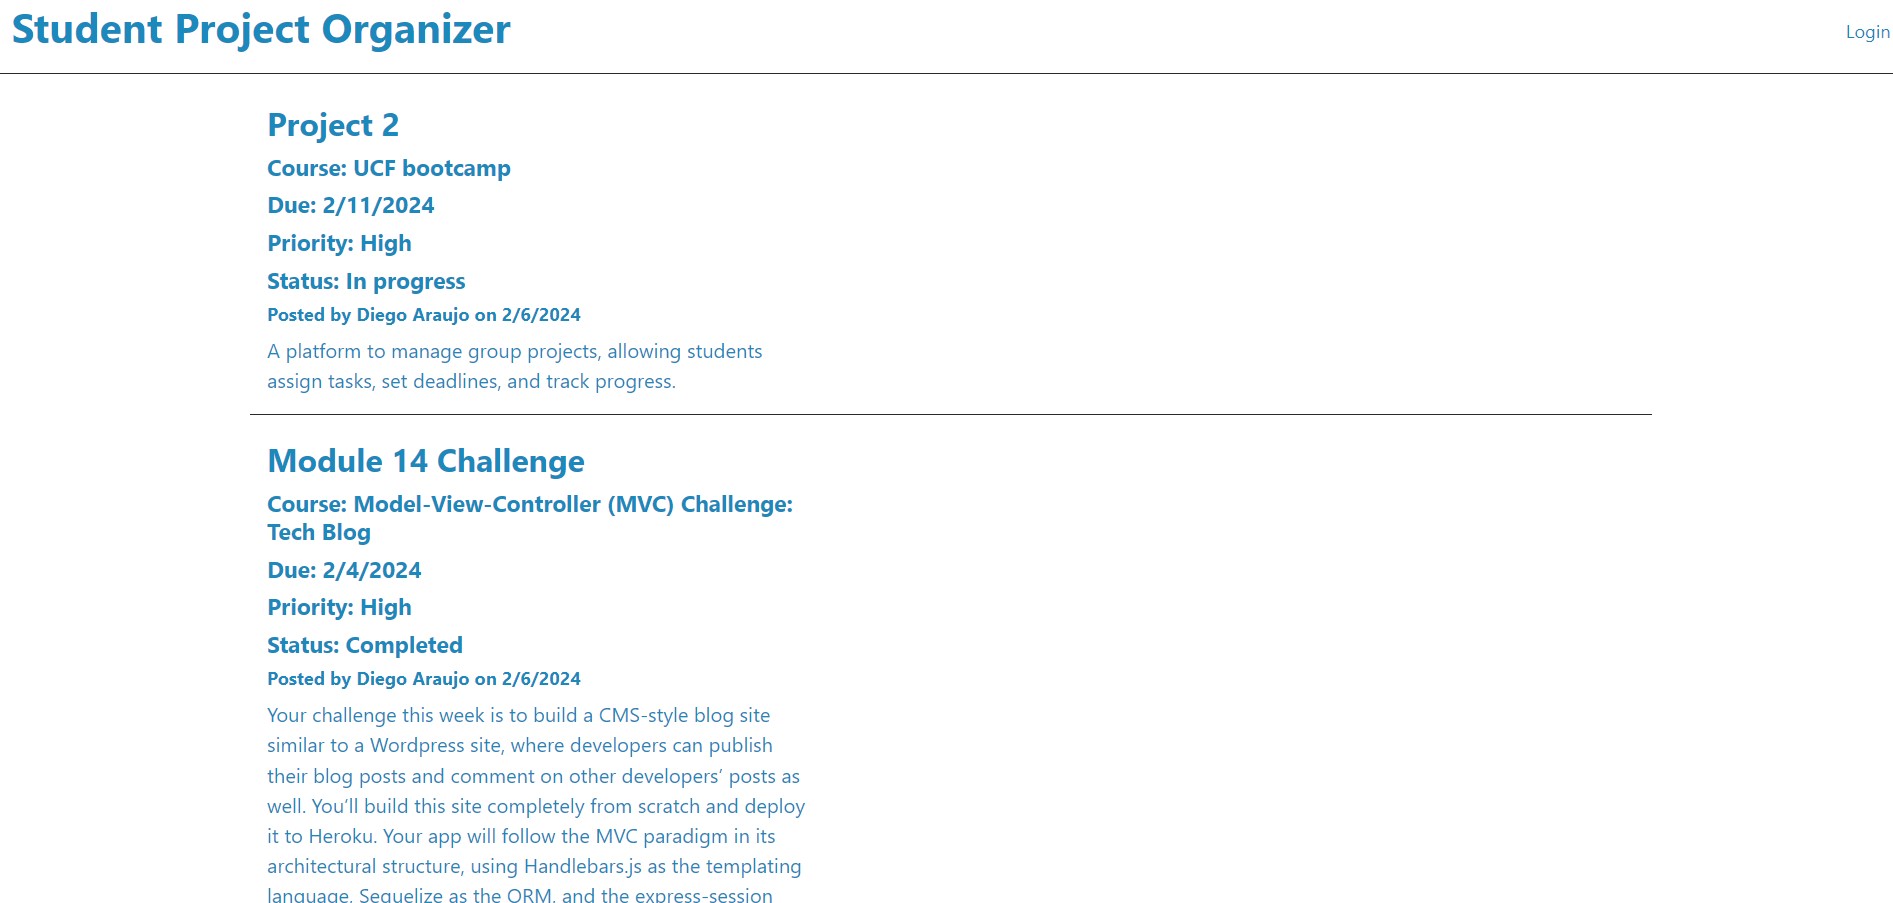 Student Project Organizer
Login
Project 2
Course: UCF bootcamp
Due: 2/11/2024
Priority: High
Status: In progress
Posted by Diego Araujo on 2/6/2024
A platform to manage group projects, allowing students
assign tasks, set deadlines, and track progress.
Module 14 Challenge
Course: Model-View-Controller (MVC) Challenge:
Tech Blog
Due: 2/4/2024
Priority: High
Status: Completed
Posted by Diego Araujo on 2/6/2024
Your challenge this week is to build a CMS-style blog site
similar to a Wordpress site, where developers can publish
their blog posts and comment on other developers’ posts as
well. You’ll build this site completely from scratch and deploy
it to Heroku. Your app will follow the MVC paradigm in its
architectural structure, using Handlebars.js as the templating
language, Sequelize as the ORM, and the express-session